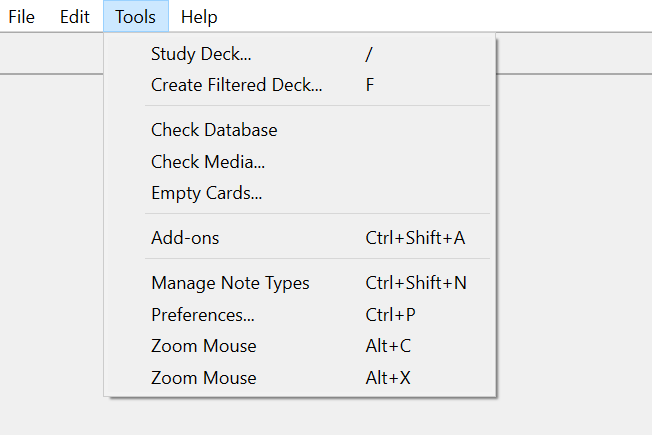 File Edit Tools Help
Study Deck... /
Create Filtered Deck... F
Check Database
Check Media...
Empty Cards...
Add-ons Ctrl+Shift+A
Manage Note Types Ctrl+Shift+N
Preferences... Ctrl+P
Zoom Mouse Alt+C
Zoom Mouse Alt+X